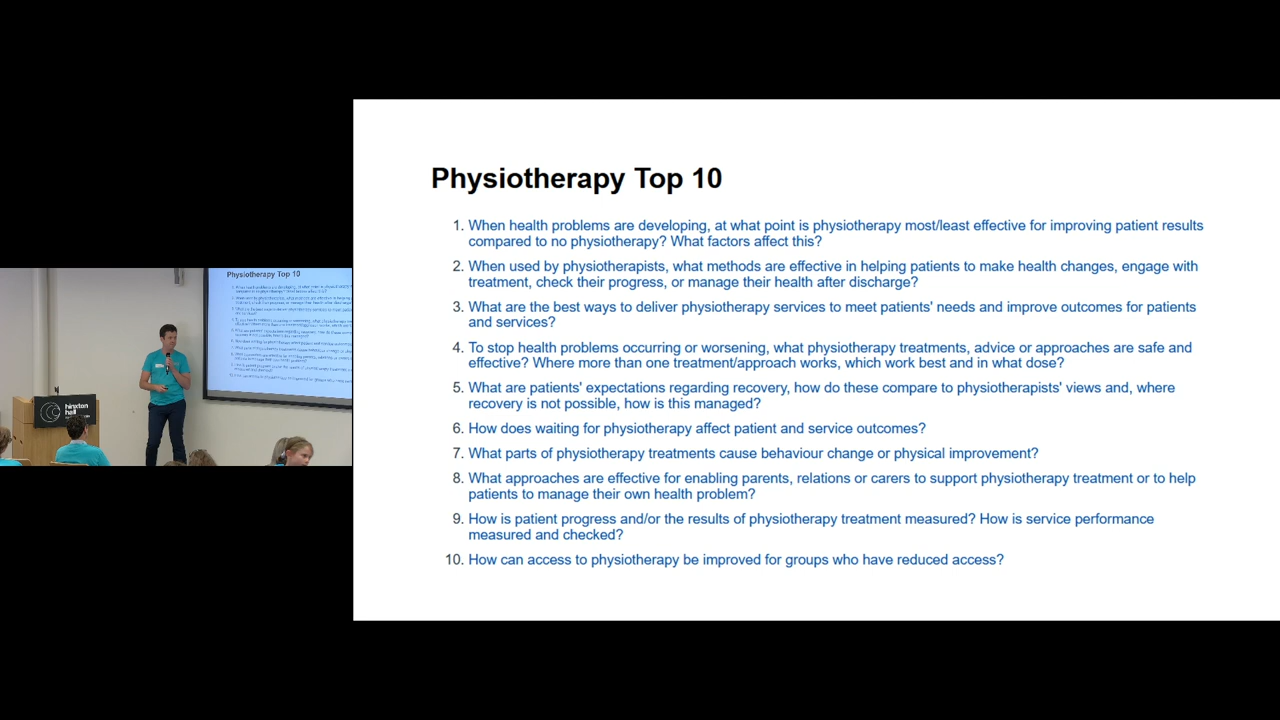 Physiotherapy Top 10
1. When health problems are developing, at what point is physiotherapy most/least effective for improving patient results
compared to no physiotherapy? What factors affect this?
2. When used by physiotherapists, what methods are effective in helping patients to make health changes, engage with
treatment, check their progress, or manage their health after discharge?
3. What are the best ways to deliver physiotherapy services to meet patients' needs and improve outcomes for patients
and services?
4. To stop health problems occurring or worsening, what physiotherapy treatments, advice or approaches are safe and
effective? Where more than one treatment/approach works, which work best and in what dose?
5. What are patients' expectations regarding recovery, how do these compare to physiotherapists' views and, where
recovery is not possible, how is this managed?
6. How does waiting for physiotherapy affect patient and service outcomes?
7. What parts of physiotherapy treatments cause behaviour change or physical improvement?
8. What approaches are effective for enabling parents, relations or carers to support physiotherapy treatment or to help
patients to manage their own health problem?
9. How is patient progress and/or the results of physiotherapy treatment measured? How is service performance
measured and checked?
10. How can access to physiotherapy be improved for groups who have reduced access?
Physiotherapy Top 10
hinxton
hall